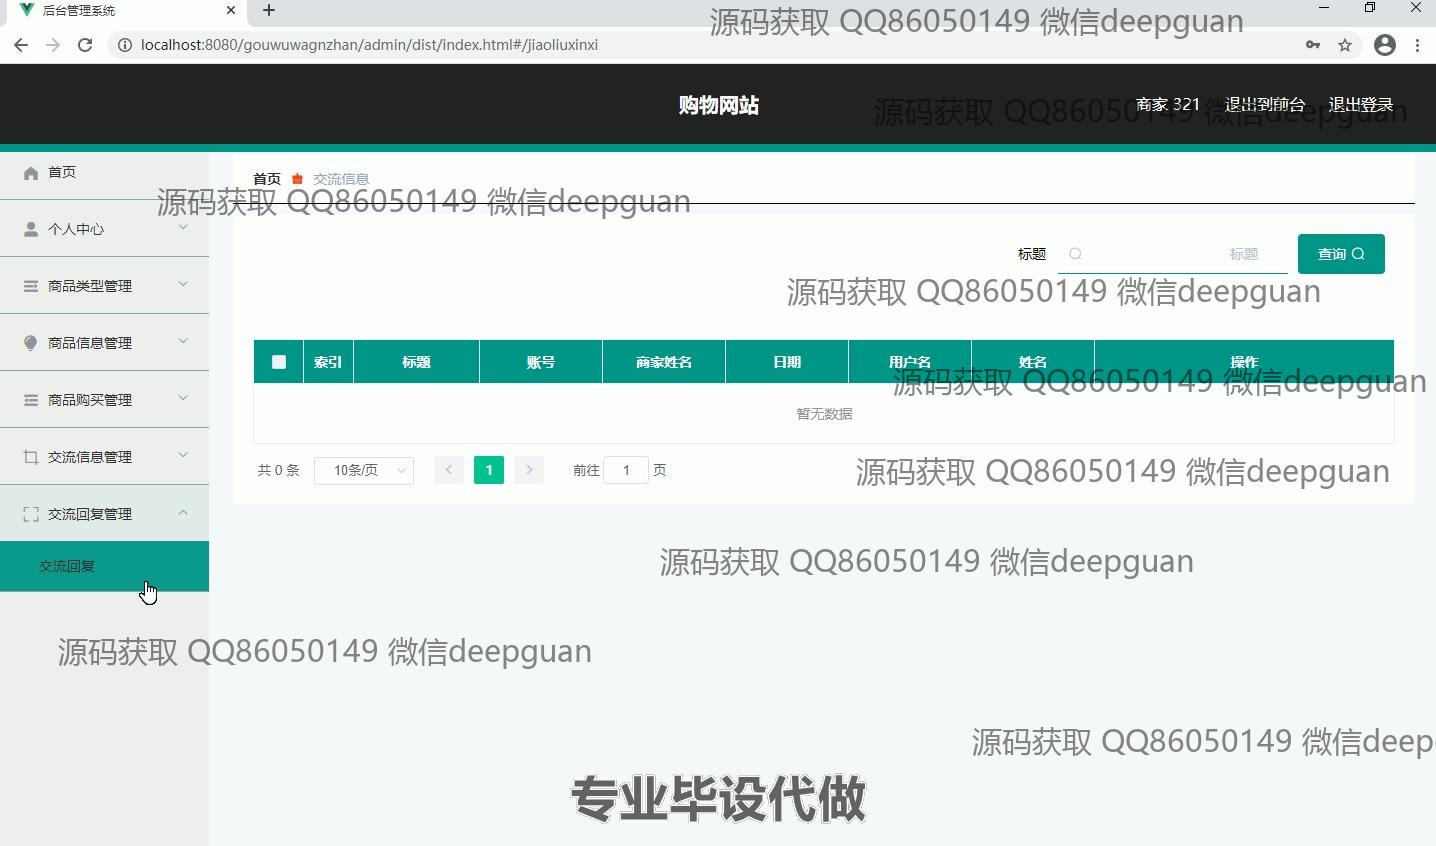 后台管理系统
源码获取 QQ86050149 微信deepguan
localhost:8080/gouwuwagnzhan/admin/dist/index.html#/jiaoliuxinxi
购物网站
商家 321 退出到前台 退出登录
源码获取 QQ86050149 微信deepguan
首页
首页 交流信息
源码获取 QQ86050149 微信deepguan
个人中心
标题 标题 查询
商品类型管理
源码获取 QQ86050149 微信deepguan
商品信息管理
索引 标题 账号 商家姓名 日期 用户名 姓名 操作
源码获取 QQ86050149 微信deepguan
商品购买管理
暂无数据
交流信息管理
共 0 条 10条/页 1 前往 1 页
源码获取 QQ86050149 微信deepguan
交流回复管理
交流回复
源码获取 QQ86050149 微信deepguan
源码获取 QQ86050149 微信deepguan
源码获取 QQ86050149 微信deep
专业毕设代做